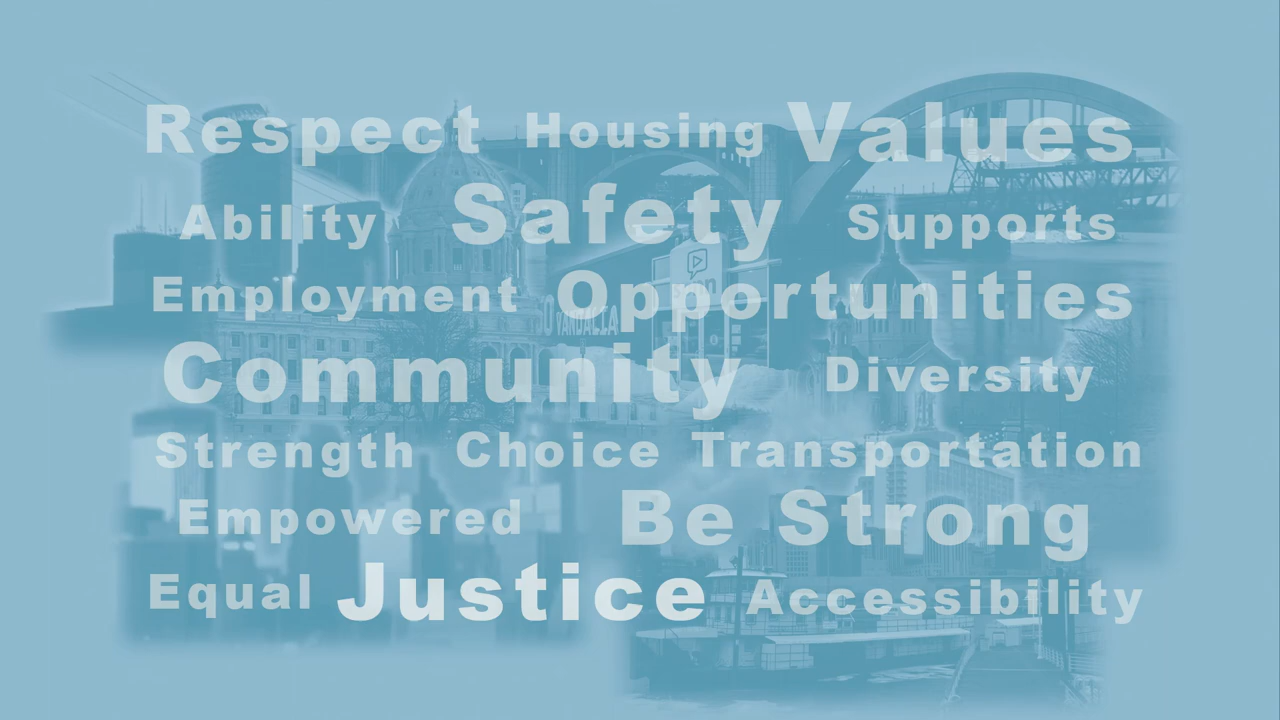 Respect Housing Values
Ability Safety Supports
Employment Opportunities
VANDALIA
Community Diversity
Strength Choice Transportation
Empowered Be Strong
Equal Justice Accessibility